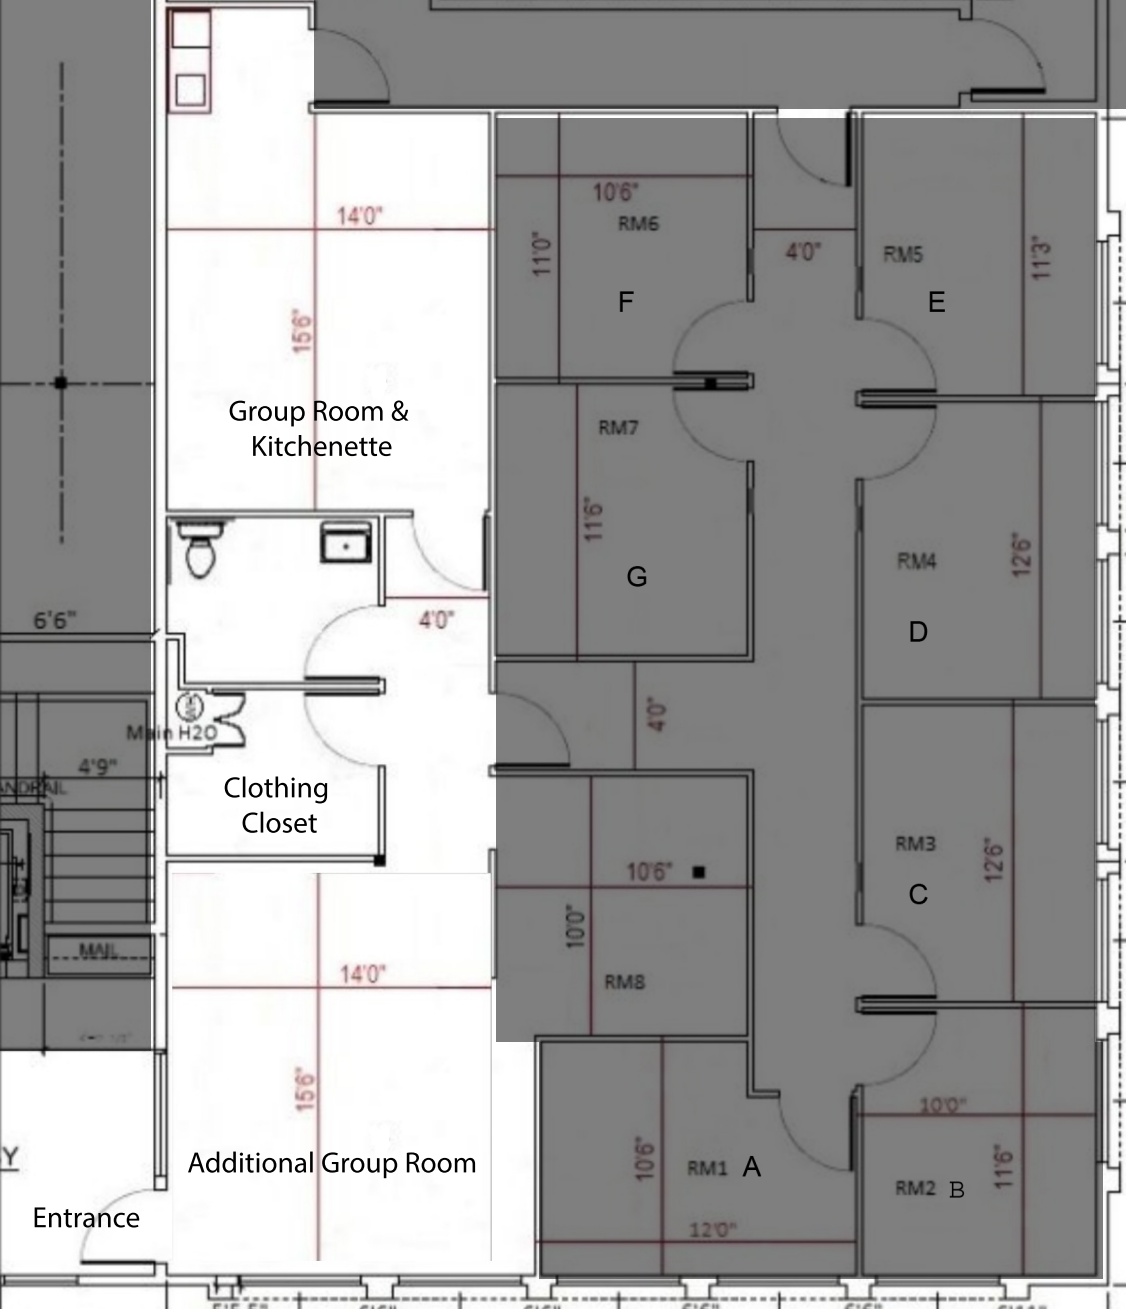 14'0"
15'6"
Group Room &
Kitchenette
10'6"
11'0"
RM6
F
4'0"
RM5
E
11'3"
RM7
11'6"
G
RM4
D
12'6"
6'6"
4'0"
WH
Main H2O
4'9"
Clothing
Closet
4'0"
10'6"
10'0"
RM8
RM3
C
12'6"
MAIL
14'0"
15'6"
Additional Group Room
Y
Entrance
10'6"
RM1 A
12'0"
10'0"
RM2 B
11'6"